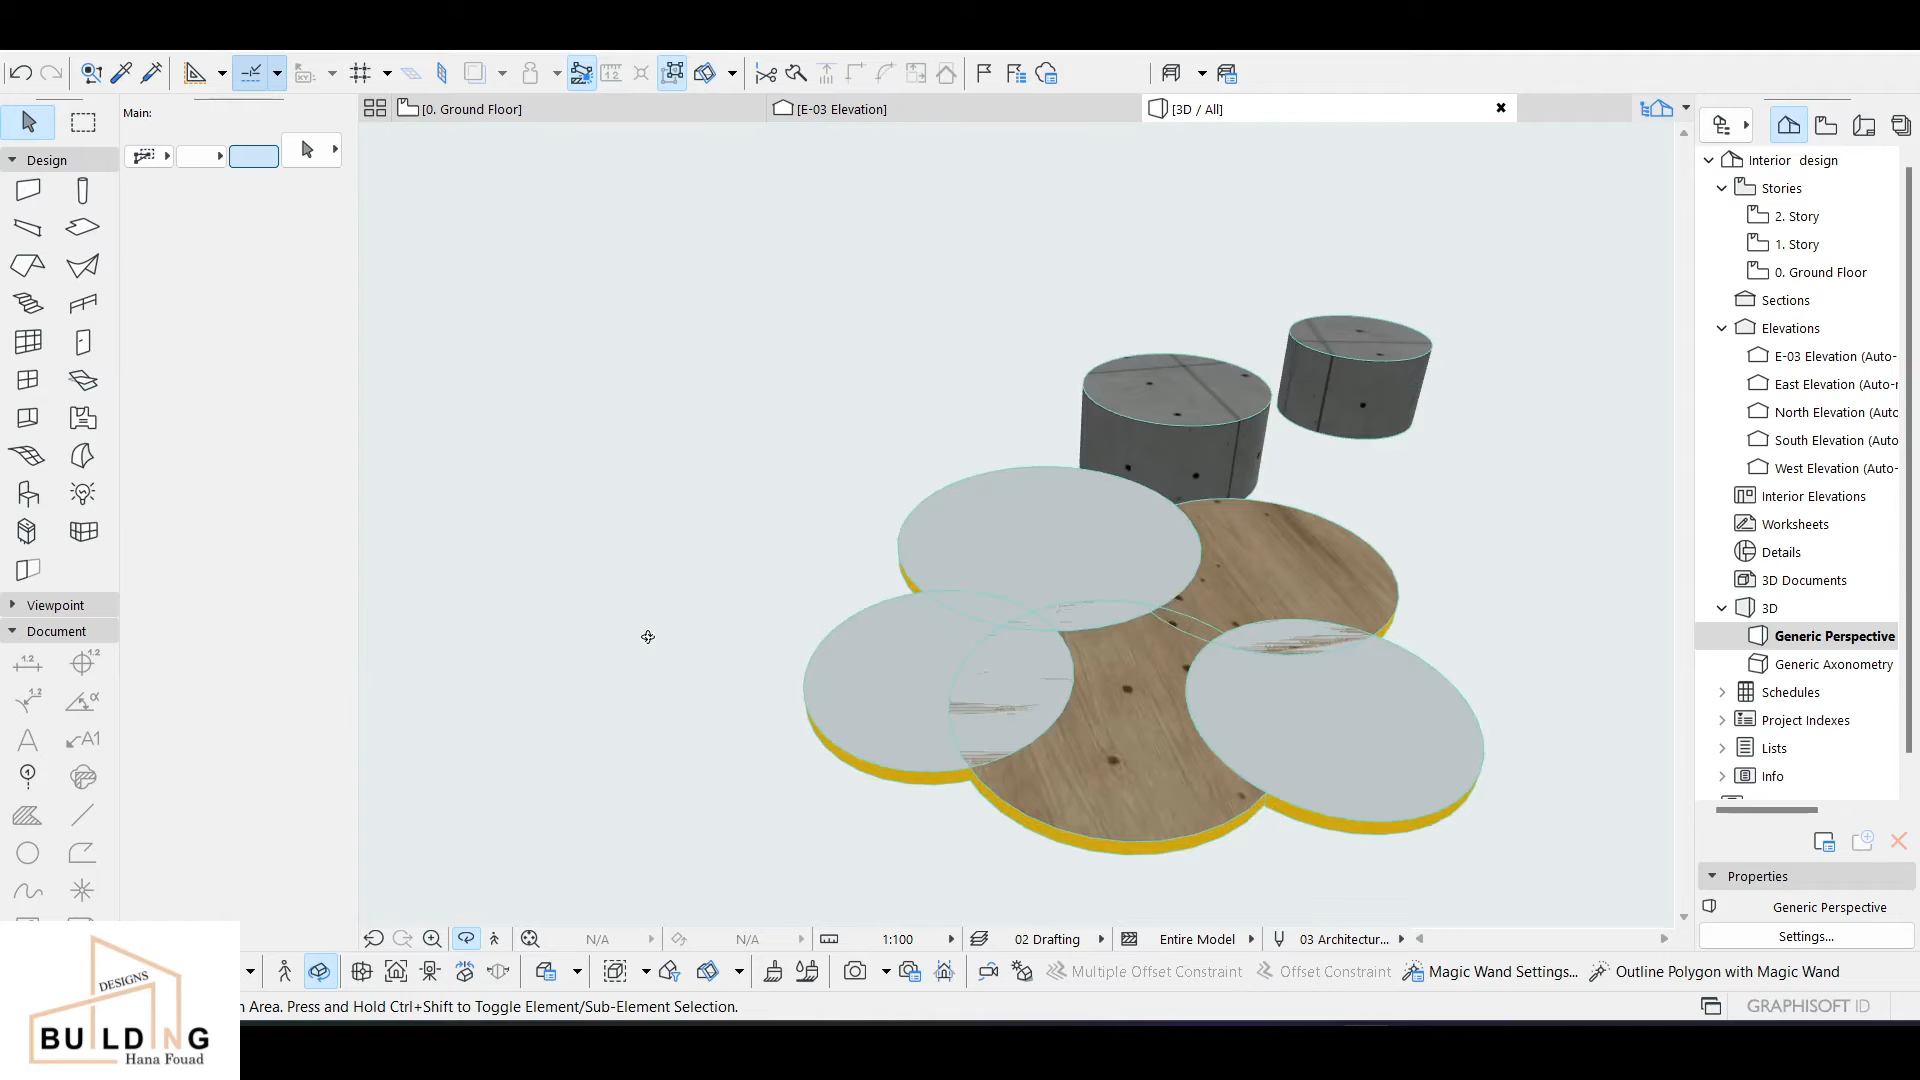 [0. Ground Floor]
[E-03 Elevation]
[3D / All]
Main:
Design
Viewpoint
Document
Interior design
Stories
2. Story
1. Story
0. Ground Floor
Sections
Elevations
E-03 Elevation (Auto-
East Elevation (Auto-r
North Elevation (Auto
South Elevation (Auto
West Elevation (Auto-
Interior Elevations
Worksheets
Details
3D Documents
3D
Generic Perspective
Generic Axonometry
Schedules
Project Indexes
Lists
Info
Properties
Generic Perspective
Settings...
N/A
N/A
1:100
02 Drafting
Entire Model
03 Architectur...
Multiple Offset Constraint
Offset Constraint
Magic Wand Settings...
Outline Polygon with Magic Wand
n Area. Press and Hold Ctrl+Shift to Toggle Element/Sub-Element Selection.
GRAPHISOFT ID
DESIGNS
BUILDING
Hana Fouad